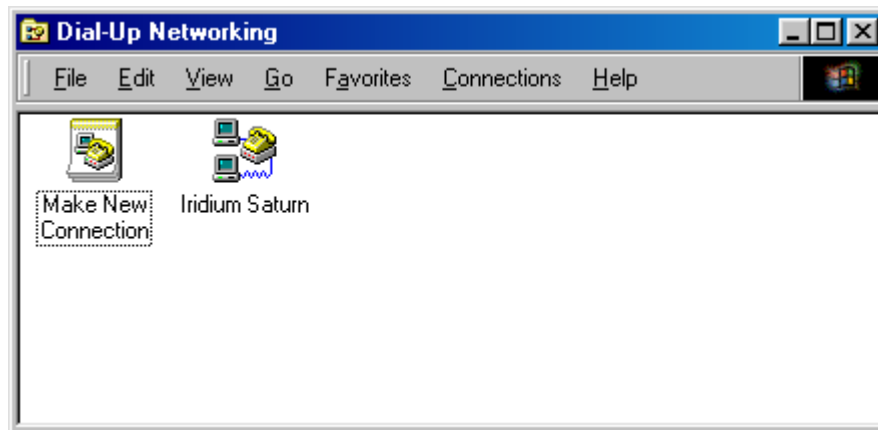 Dial-Up Networking
File Edit View Go Favorites Connections Help
Make New Connection
Iridium Saturn